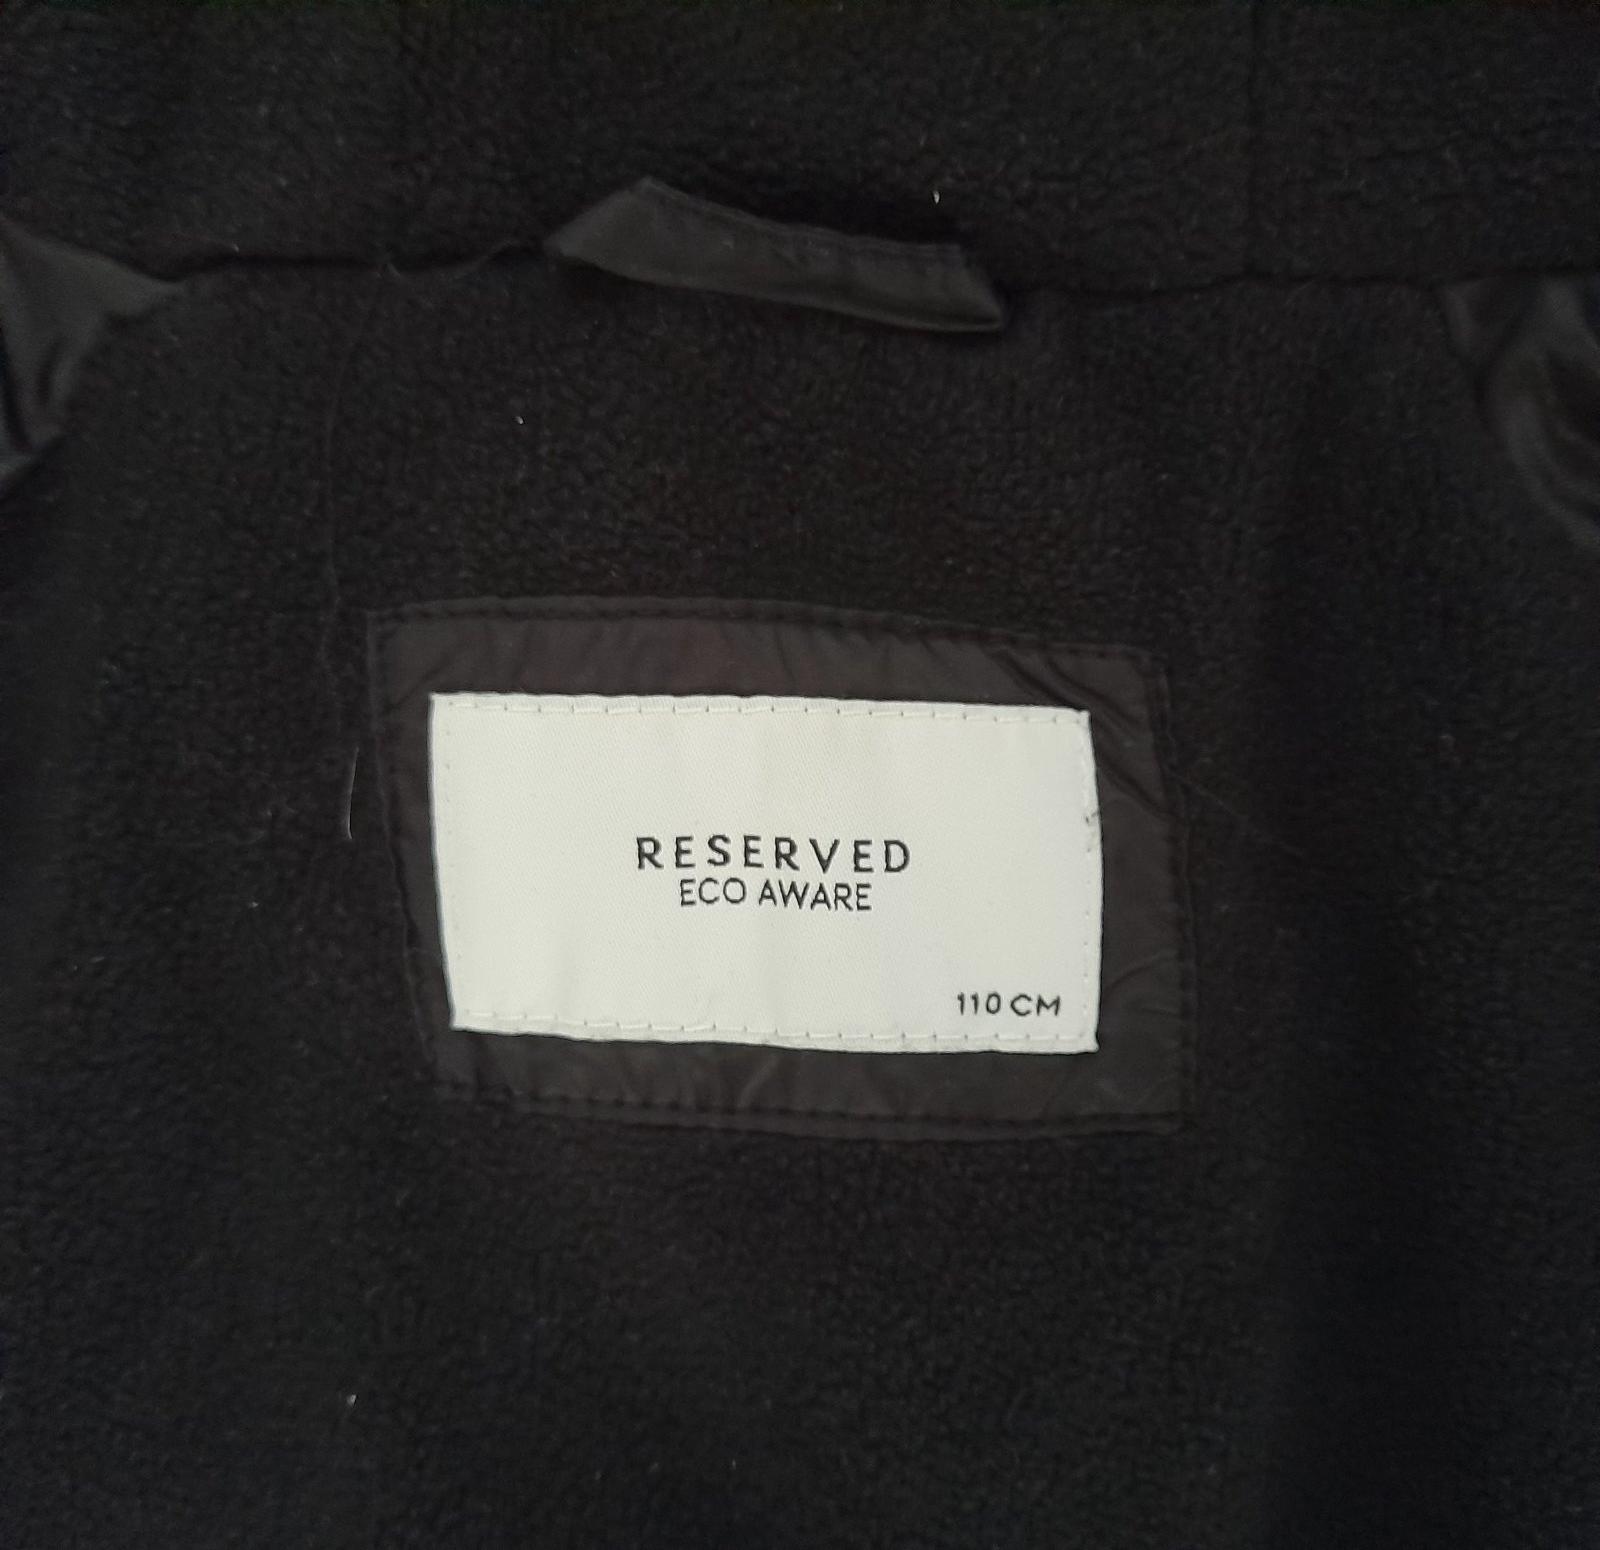 RESERVED
ECO AWARE
110 CM